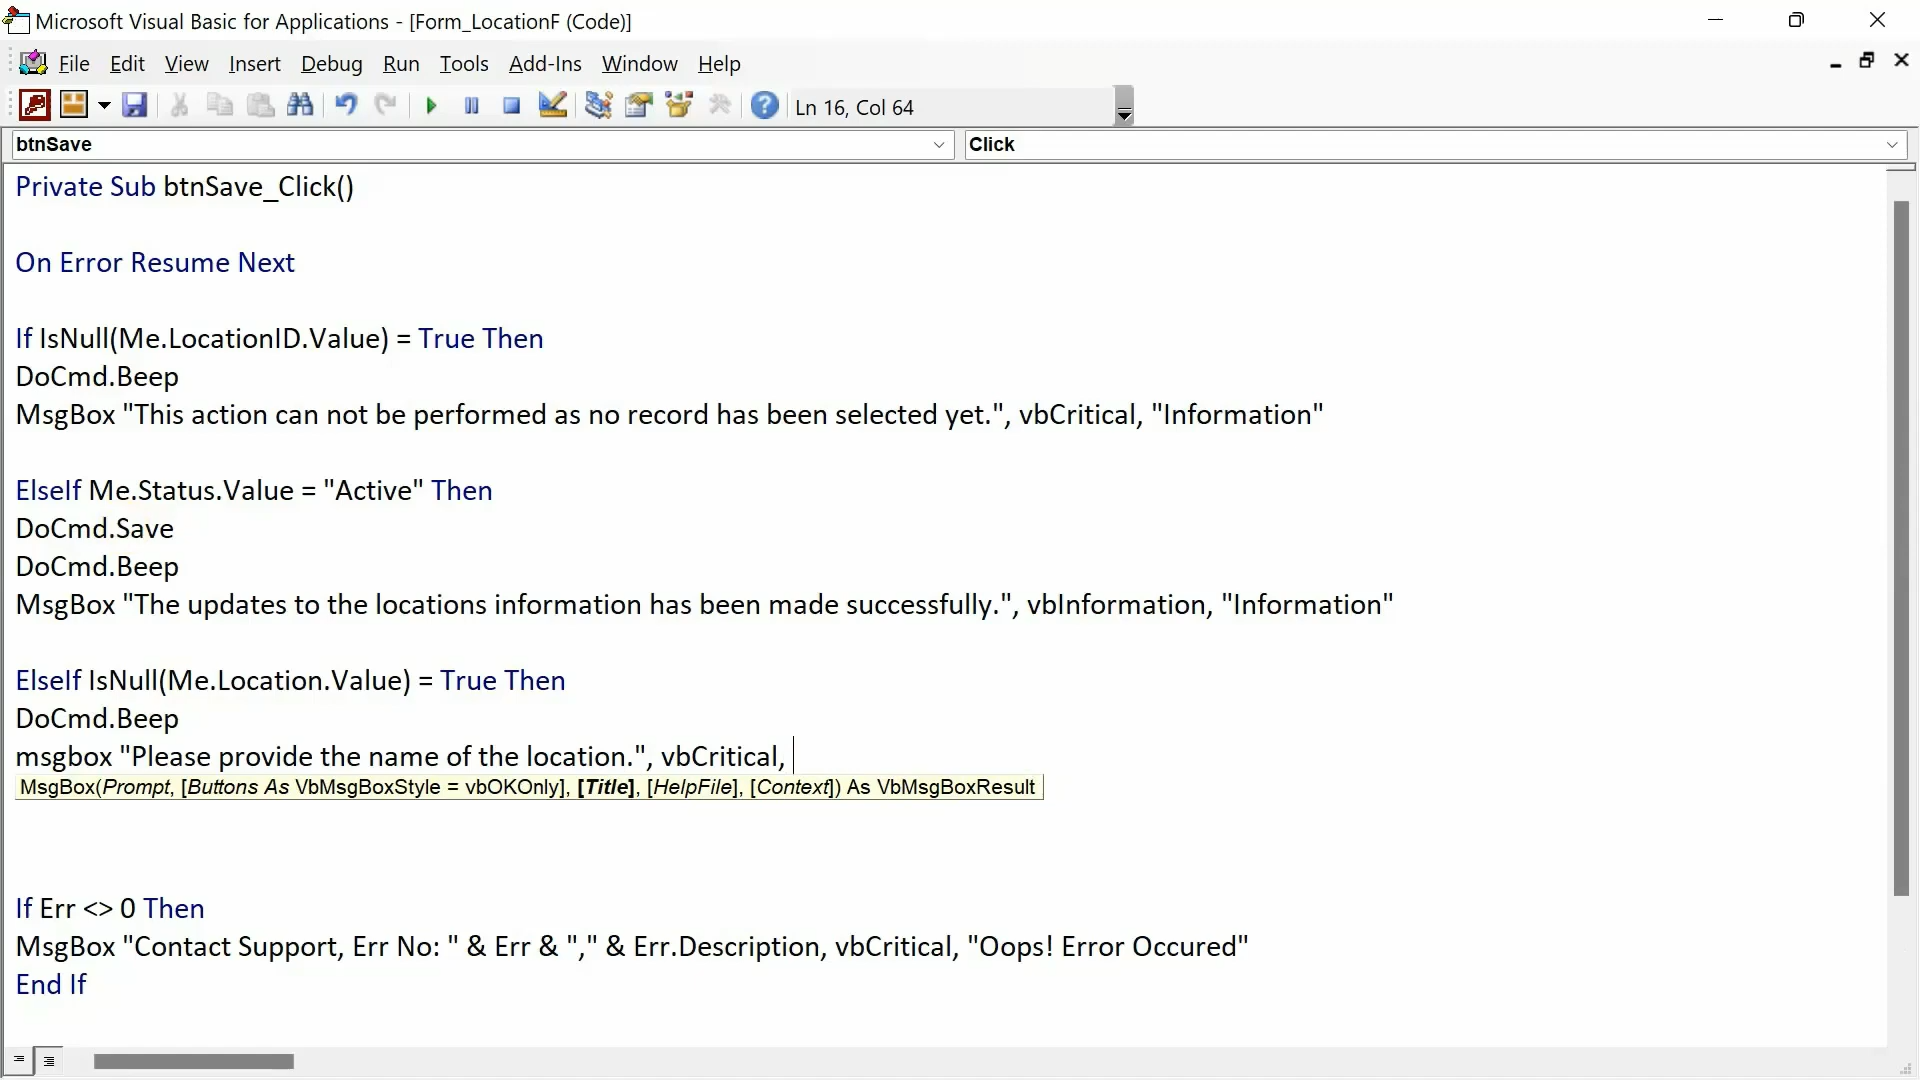 Microsoft Visual Basic for Applications - [Form_LocationF (Code)]
File Edit View Insert Debug Run Tools Add-Ins Window Help
Ln 16, Col 64
btnSave Click
Private Sub btnSave_Click()
On Error Resume Next
If IsNull(Me.LocationID.Value) = True Then
DoCmd.Beep
MsgBox "This action can not be performed as no record has been selected yet.", vbCritical, "Information"
ElseIf Me.Status.Value = "Active" Then
DoCmd.Save
DoCmd.Beep
MsgBox "The updates to the locations information has been made successfully.", vbInformation, "Information"
ElseIf IsNull(Me.Location.Value) = True Then
DoCmd.Beep
msgbox "Please provide the name of the location.", vbCritical,
MsgBox(Prompt, [Buttons As VbMsgBoxStyle = vbOKOnly], [Title], [HelpFile], [Context]) As VbMsgBoxResult
If Err <> 0 Then
MsgBox "Contact Support, Err No: " & Err & "," & Err.Description, vbCritical, "Oops! Error Occured"
End If